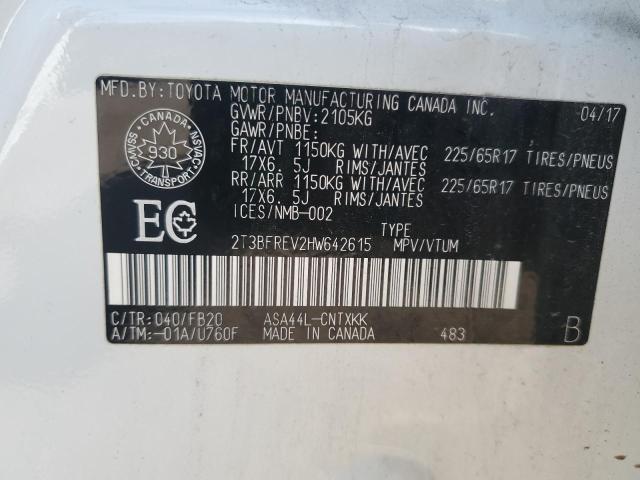 MFD.BY:TOYOTA MOTOR MANUFACTURING CANADA INC. 04/17
GVWR/PNBV:2105KG
GAWR/PNBE:
FR/AVT 1150KG WITH/AVEC 225/65R17 TIRES/PNEUS
17X6.5J RIMS/JANTES
RR/ARR 1150KG WITH/AVEC 225/65R17 TIRES/PNEUS
17X6.5J RIMS/JANTES
ICES/NMB-002
CANADA
CMVSS
NSVAC
930
TRANSPORT
EC
TYPE
2T3BFREV2HW642615 MPV/VTUM
C/TR:040/FB20 ASA44L-CNTXKK
A/TM:-01A/U760F MADE IN CANADA 483 B